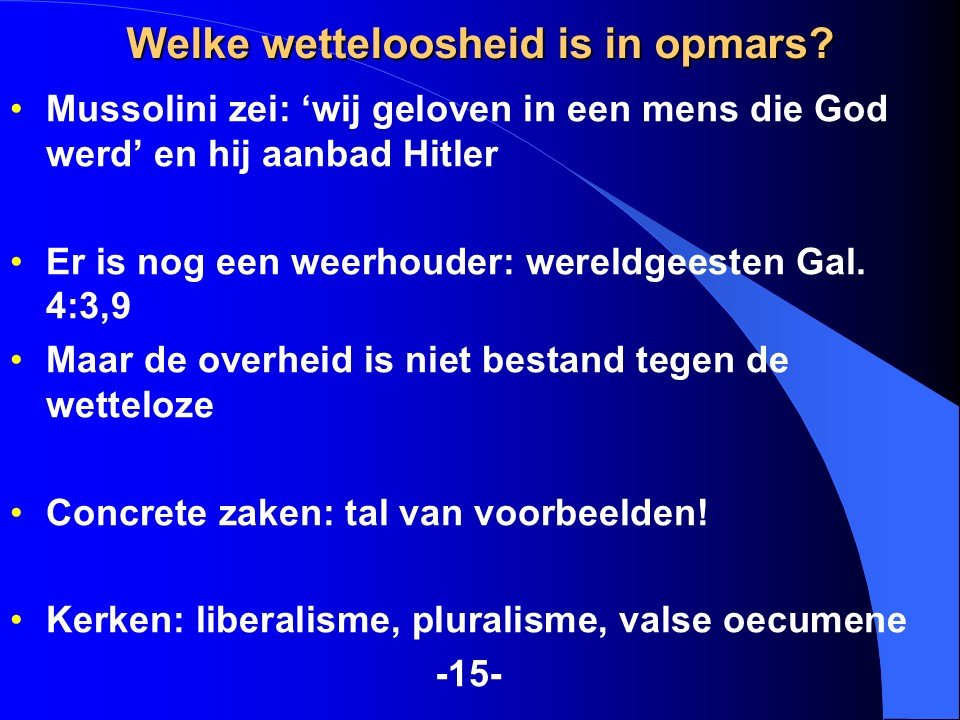 Welke wetteloosheid is in opmars?
• Mussolini zei: ‘wij geloven in een mens die God
werd’ en hij aanbad Hitler
• Er is nog een weerhouder: wereldgeesten Gal.
4:3,9
• Maar de overheid is niet bestand tegen de
wetteloze
• Concrete zaken: tal van voorbeelden!
• Kerken: liberalisme, pluralisme, valse oecumene
-15-